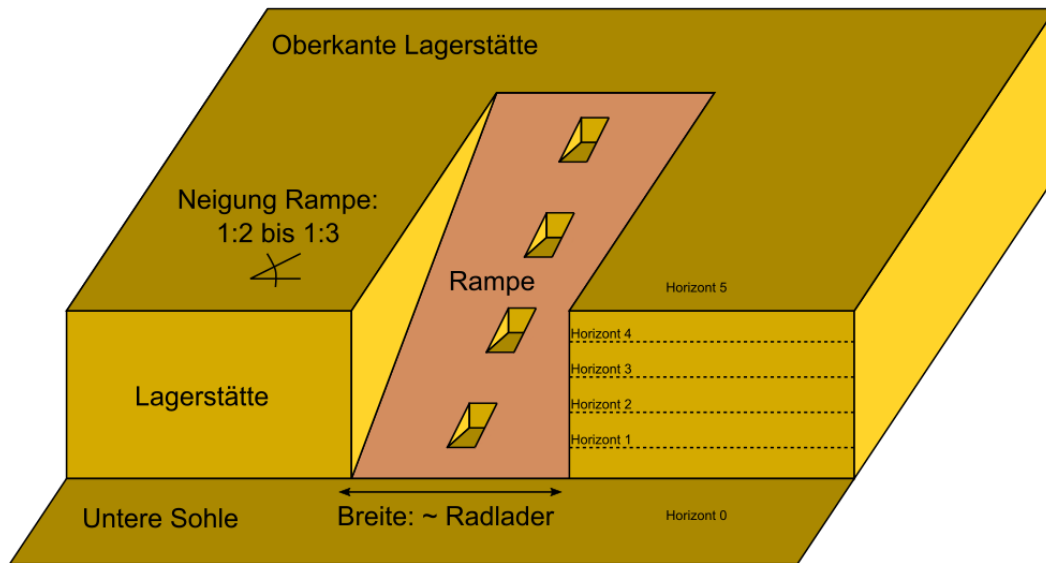 Oberkante Lagerstätte
Neigung Rampe:
1:2 bis 1:3
Rampe
Horizont 5
Horizont 4
Horizont 3
Lagerstätte
Horizont 2
Horizont 1
Untere Sohle
Breite: ~ Radlader
Horizont 0